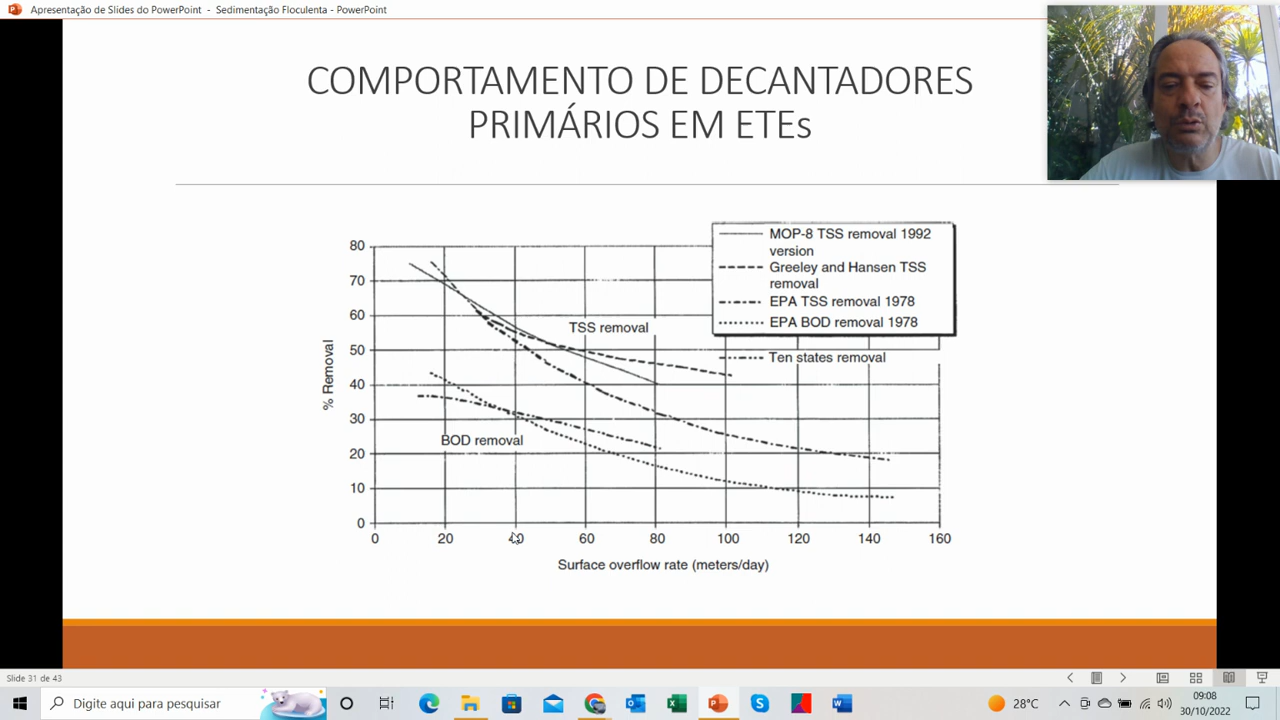 Apresentação de Slides do PowerPoint - Sedimentação Floculenta - PowerPoint
COMPORTAMENTO DE DECANTADORES
PRIMÁRIOS EM ETEs
MOP-8 TSS removal 1992
version
Greeley and Hansen TSS
removal
EPA TSS removal 1978
EPA BOD removal 1978
Ten states removal
TSS removal
BOD removal
% Removal
80
70
60
50
40
30
20
10
0
0 20 40 60 80 100 120 140 160
Surface overflow rate (meters/day)
Slide 31 de 43
Digite aqui para pesquisar
28°C
09:08
30/10/2022